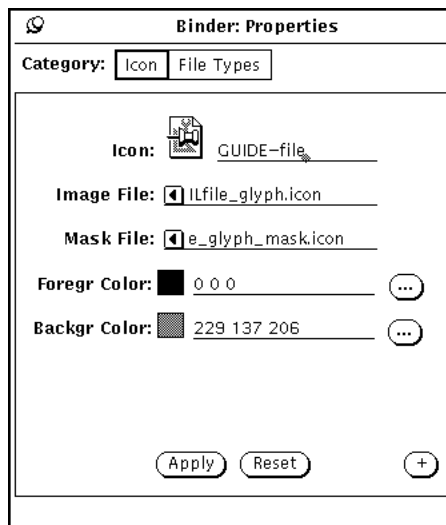 Binder: Properties
Category: Icon File Types
Icon: GUIDE-file
Image File: ILfile_glyph.icon
Mask File: e_glyph_mask.icon
Foregr Color: 0 0 0 ...
Backgr Color: 229 137 206 ...
Apply Reset +